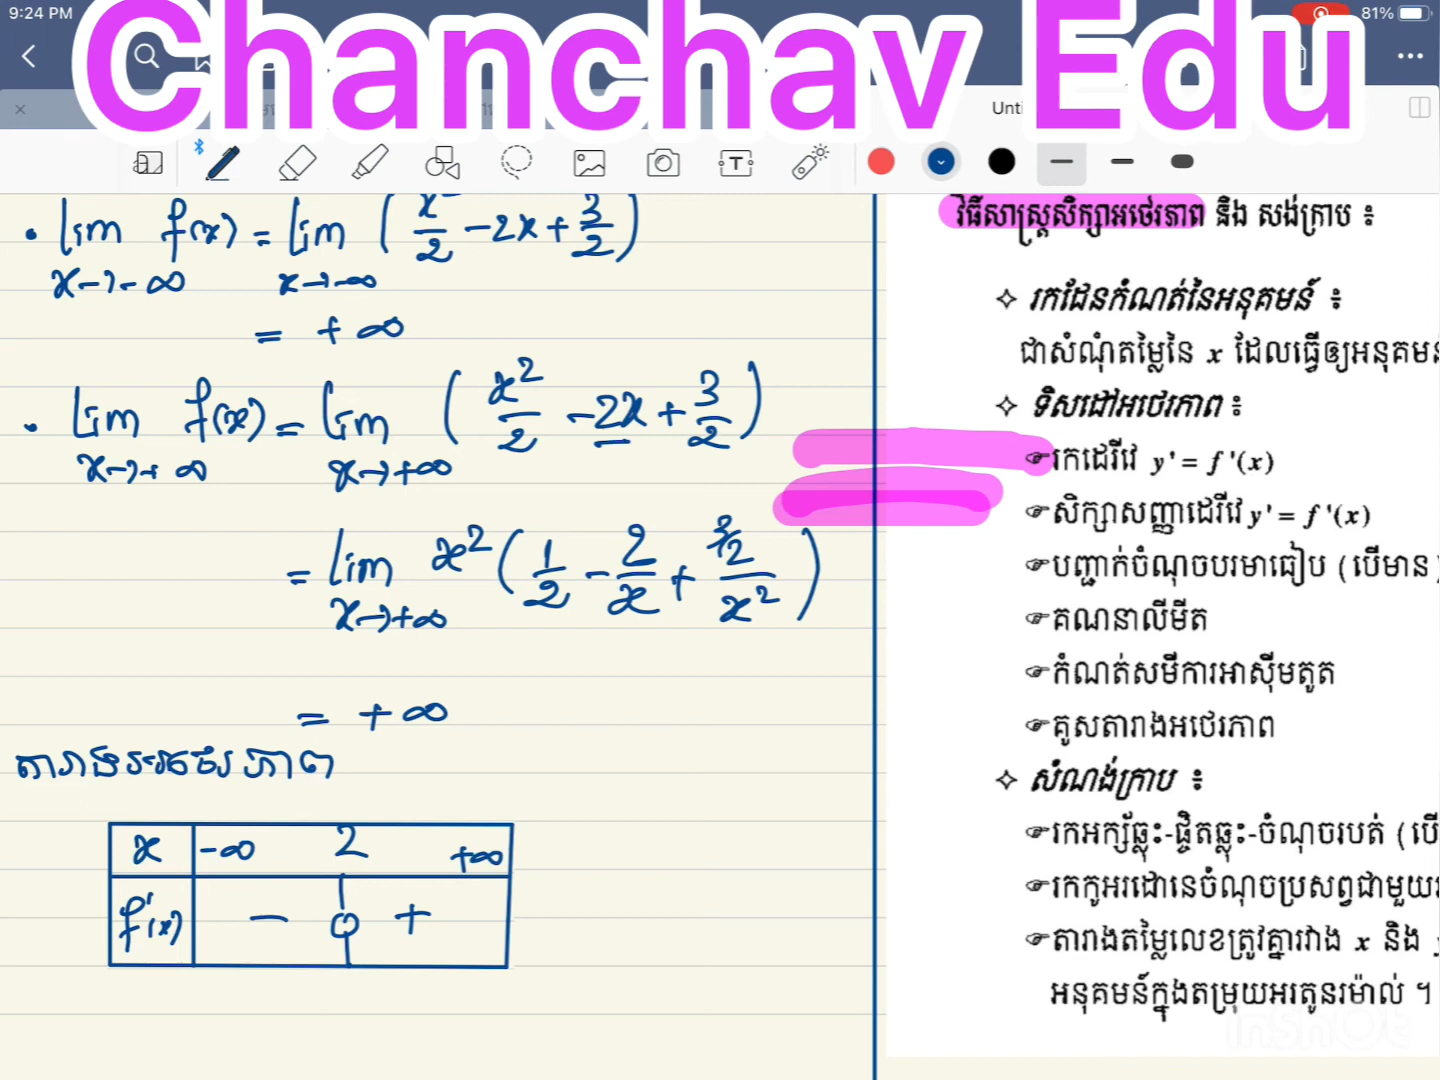 9:24 PM
81%
Chanchav Edu
Unti
• lim f(x) = lim ( x²/2 - 2x + 3/2 )
x→-∞ x→-∞
= +∞
• lim f(x) = lim ( x²/2 - 2x + 3/2 )
x→+∞ x→+∞
= lim x² ( 1/2 - 2/x + 3/2/x² )
x→+∞
= +∞
តារាងអថេរភាព
x -∞ 2 +∞
f'(x) - 0 +
វិធីសាស្ត្រសិក្សាអថេរភាព និង សង់ក្រាប ៖
✧ រកដែនកំណត់នៃអនុគមន៍ ៖
ជាសំណុំតម្លៃនៃ x ដែលធ្វើឲ្យអនុគមន៍
✧ ទិសដៅអថេរភាព ៖
☞រកដេរីវេ y' = f '(x)
☞សិក្សាសញ្ញាដេរីវេ y' = f '(x)
☞បញ្ជាក់ចំណុចបរមាធៀប ( បើមាន )
☞គណនាលីមីត
☞កំណត់សមីការអាស៊ីមតូត
☞គូសតារាងអថេរភាព
✧ សំណង់ក្រាប ៖
☞រកអក្ស័ឆ្លុះ-ផ្ចិតឆ្លុះ-ចំណុចរបត់ ( បើ
☞រកកូអរដោនេចំណុចប្រសព្វជាមួយ
☞តារាងតម្លៃលេខត្រូវគ្នារវាង x និង y
អនុគមន៍ក្នុងតម្រុយអរតូនរម៉ាល់ ។